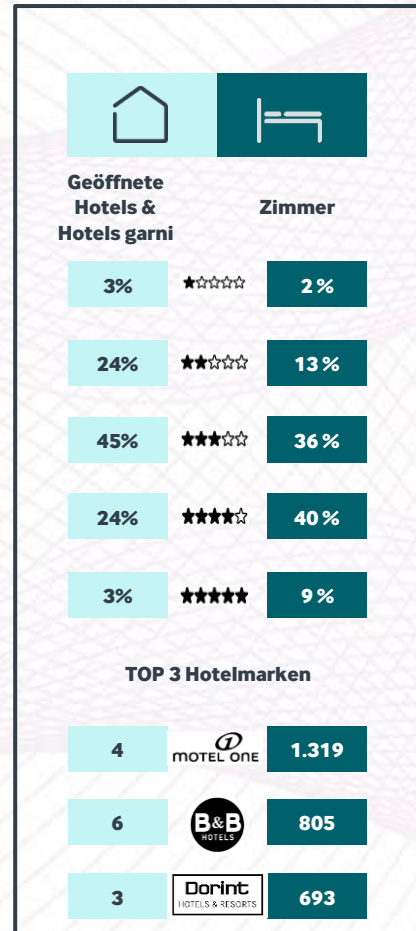 Geöffnete
Hotels &
Hotels garni
Zimmer
3%
2 %
24%
13 %
45%
36 %
24%
40 %
3%
9 %
TOP 3 Hotelmarken
4
MOTEL ONE
1.319
6
B&B
HOTELS
805
3
Dorint
HOTELS & RESORTS
693